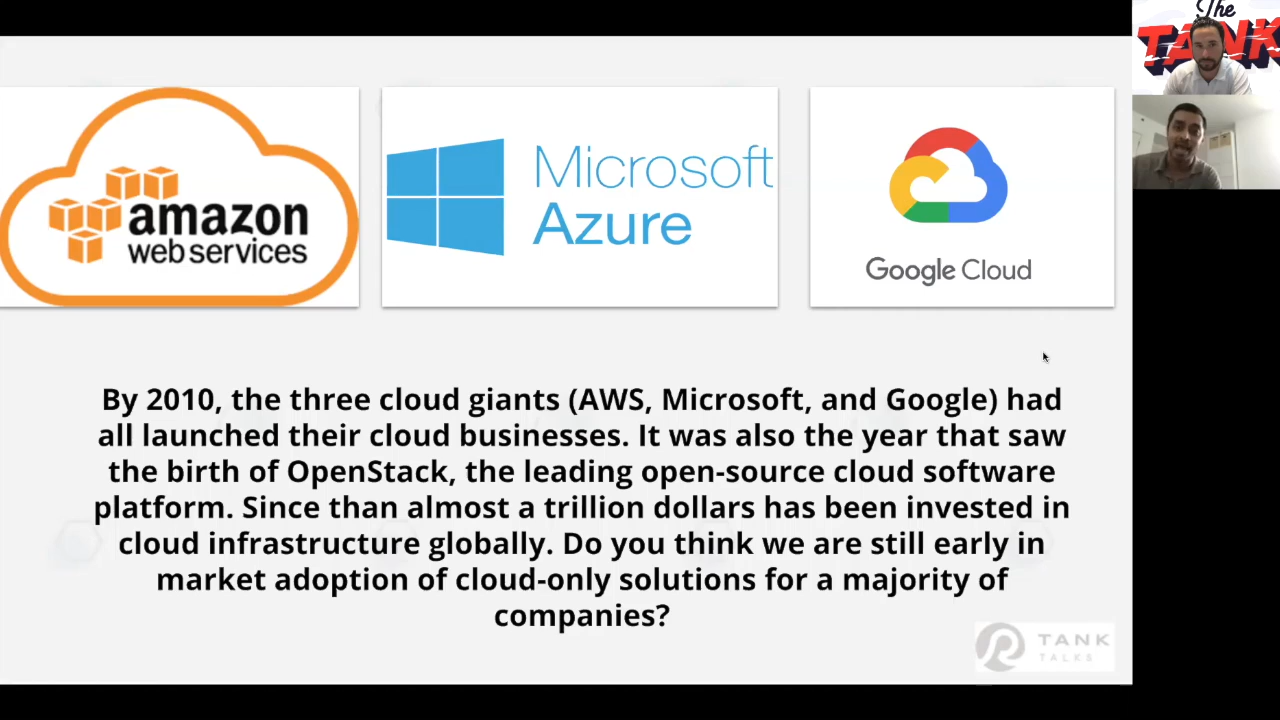 The
TANK
amazon
web services
Microsoft
Azure
Google Cloud
By 2010, the three cloud giants (AWS, Microsoft, and Google) had
all launched their cloud businesses. It was also the year that saw
the birth of OpenStack, the leading open-source cloud software
platform. Since than almost a trillion dollars has been invested in
cloud infrastructure globally. Do you think we are still early in
market adoption of cloud-only solutions for a majority of
companies?
TANK
TALKS